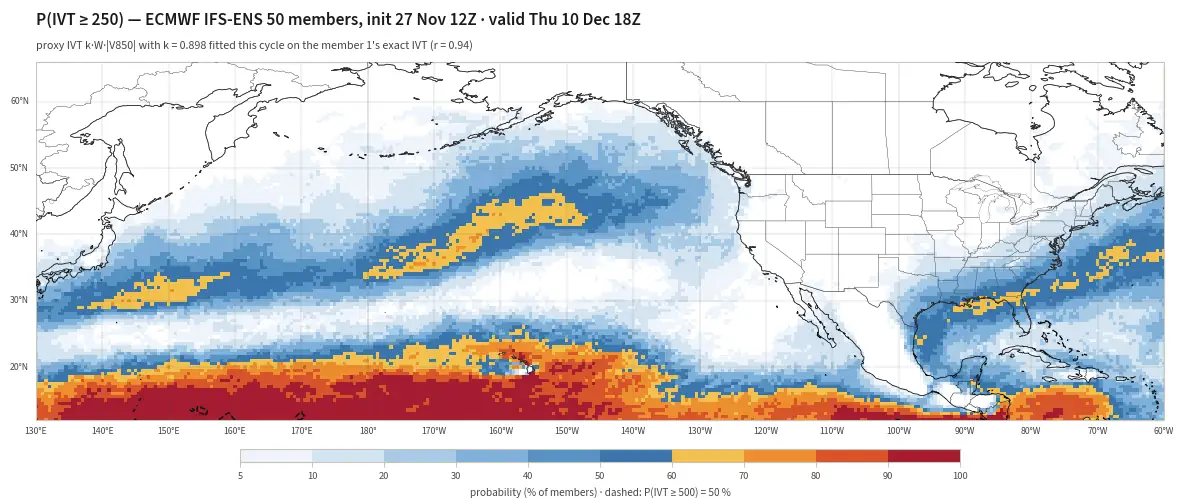 P(IVT ≥ 250) — ECMWF IFS-ENS 50 members, init 27 Nov 12Z · valid Thu 10 Dec 18Z
proxy IVT k·W·|V850| with k = 0.898 fitted this cycle on the member 1's exact IVT (r = 0.94)
60°N
50°N
40°N
30°N
20°N
130°E 140°E 150°E 160°E 170°E 180° 170°W 160°W 150°W 140°W 130°W 120°W 110°W 100°W 90°W 80°W 70°W 60°W
5 10 20 30 40 50 60 70 80 90 100
probability (% of members) · dashed: P(IVT ≥ 500) = 50 %